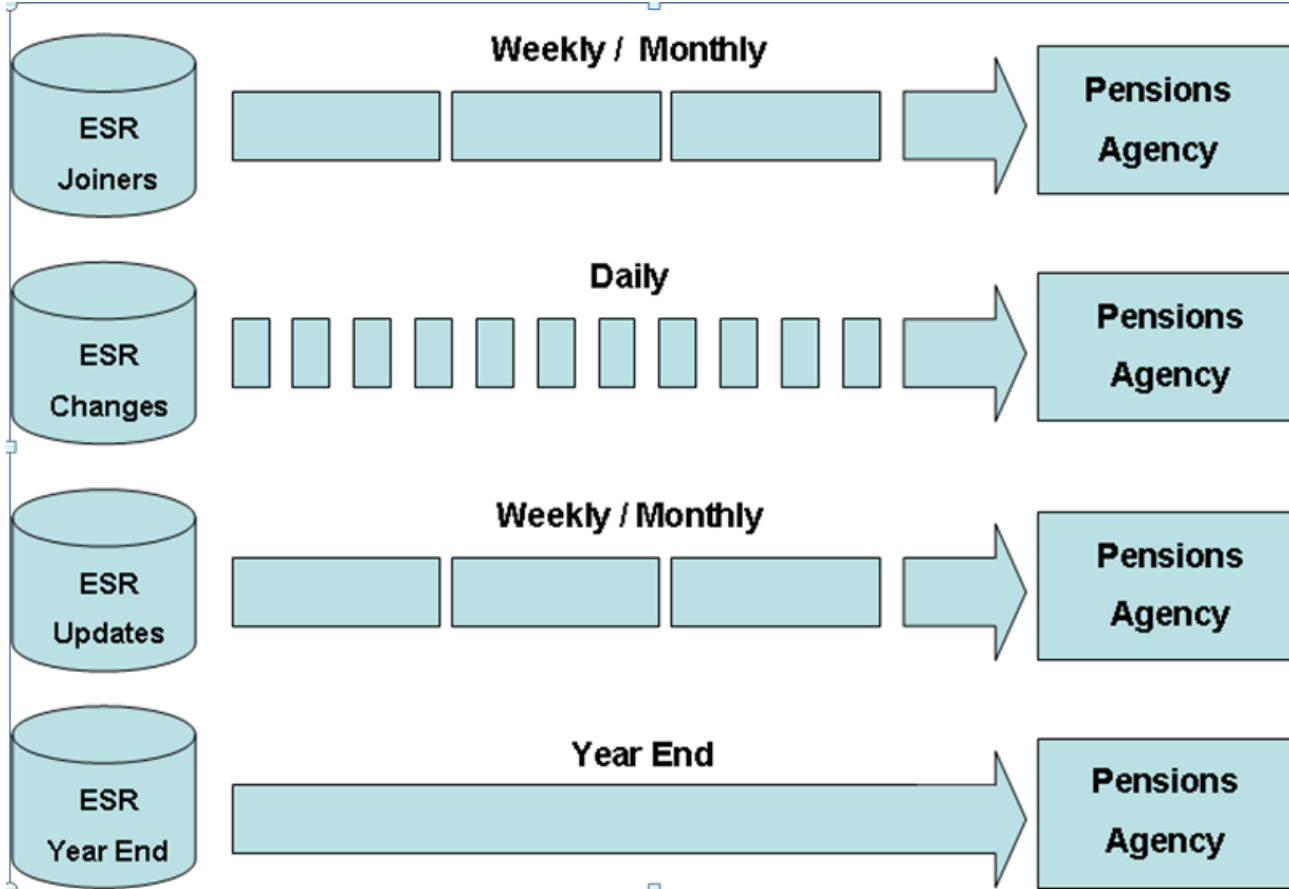 Weekly / Monthly
ESR
Joiners
Pensions
Agency
Daily
ESR
Changes
Pensions
Agency
Weekly / Monthly
ESR
Updates
Pensions
Agency
Year End
ESR
Year End
Pensions
Agency